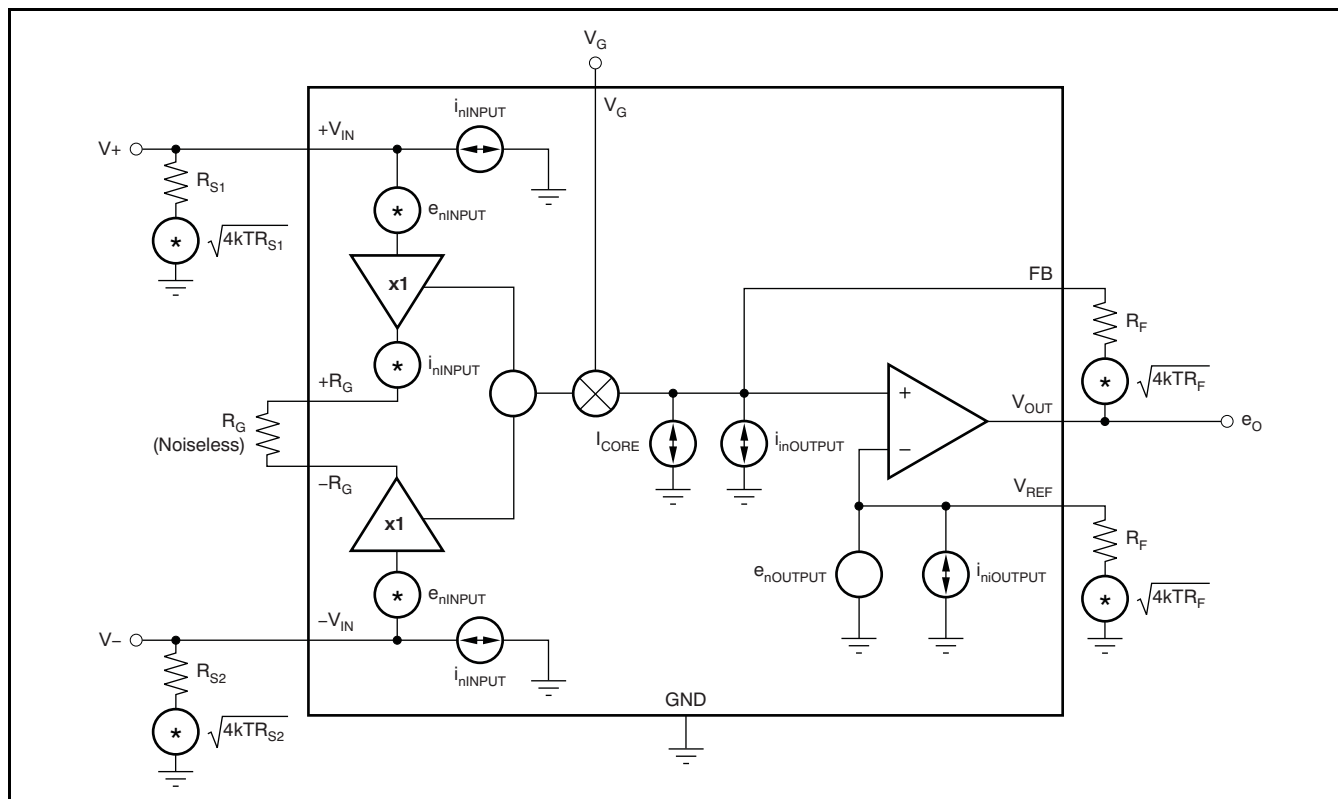 V_G
V_G
i_nINPUT
+V_IN
V+
R_S1
e_nINPUT
*
* √4kTR_S1
x1
FB
R_F
* i_nINPUT
+R_G
* √4kTR_F
R_G
(Noiseless)
+
V_OUT
e_O
I_CORE
i_inOUTPUT
−
−R_G
V_REF
x1
R_F
e_nOUTPUT
i_niOUTPUT
* e_nINPUT
* √4kTR_F
−V_IN
V−
R_S2
i_nINPUT
GND
* √4kTR_S2